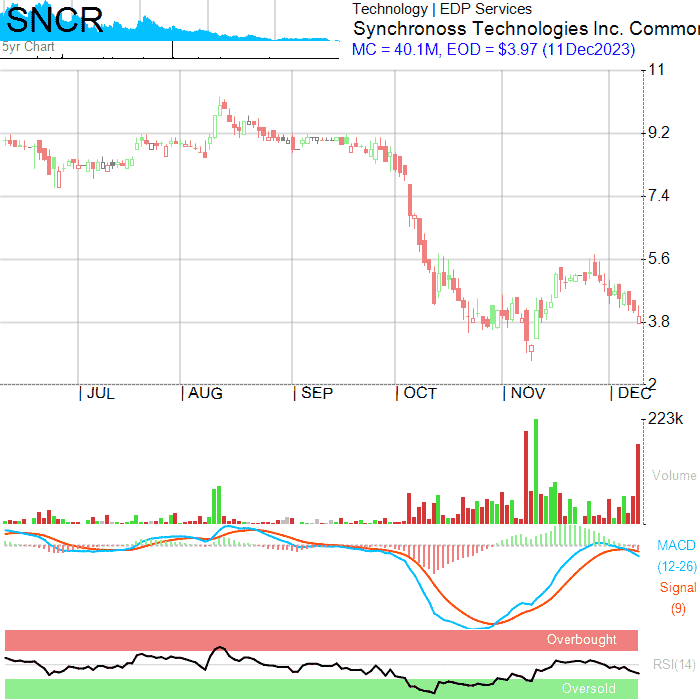 SNCR
5yr Chart
Technology | EDP Services
Synchronoss Technologies Inc. Common
MC = 40.1M, EOD = $3.97 (11Dec2023)
11
9.2
7.4
5.6
3.8
2
| JUL | AUG | SEP | OCT | NOV | DEC
223k
Volume
MACD
(12-26)
Signal
(9)
Overbought
RSI(14)
Oversold